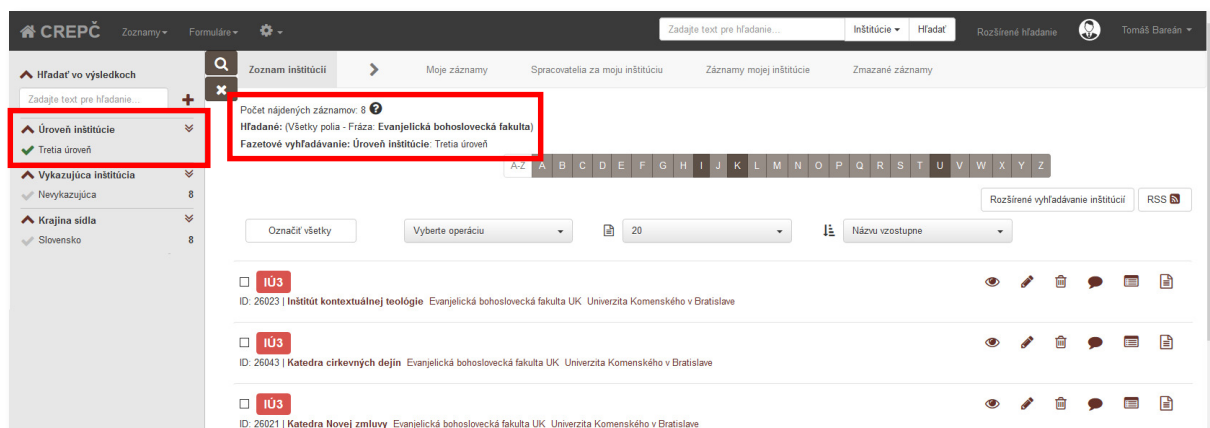 CREPČ Zoznamy Formuláre Zadajte text pre hľadanie... Inštitúcie Hľadať Rozšírené hľadanie Tomáš Bareán
Hľadať vo výsledkoch
Zadajte text pre hľadanie...
Úroveň inštitúcie
Tretia úroveň
Vykazujúca inštitúcia
Nevykazujúca 8
Krajina sídla
Slovensko 8
Zoznam inštitúcií Moje záznamy Spracovatelia za moju inštitúciu Záznamy mojej inštitúcie Zmazané záznamy
Počet nájdených záznamov: 8
Hľadané: (Všetky polia - Fráza: Evanjelická bohoslovecká fakulta)
Fazetové vyhľadávanie: Úroveň inštitúcie: Tretia úroveň
A-Z A B C D E F G H I J K L M N O P Q R S T U V W X Y Z
Rozšírené vyhľadávanie inštitúcií RSS
Označiť všetky Vyberte operáciu 20 Názvu vzostupne
IÚ3
ID: 26023 | Inštitút kontextuálnej teológie Evanjelická bohoslovecká fakulta UK Univerzita Komenského v Bratislave
IÚ3
ID: 26043 | Katedra cirkevných dejín Evanjelická bohoslovecká fakulta UK Univerzita Komenského v Bratislave
IÚ3
ID: 26021 | Katedra Novej zmluvy Evanjelická bohoslovecká fakulta UK Univerzita Komenského v Bratislave